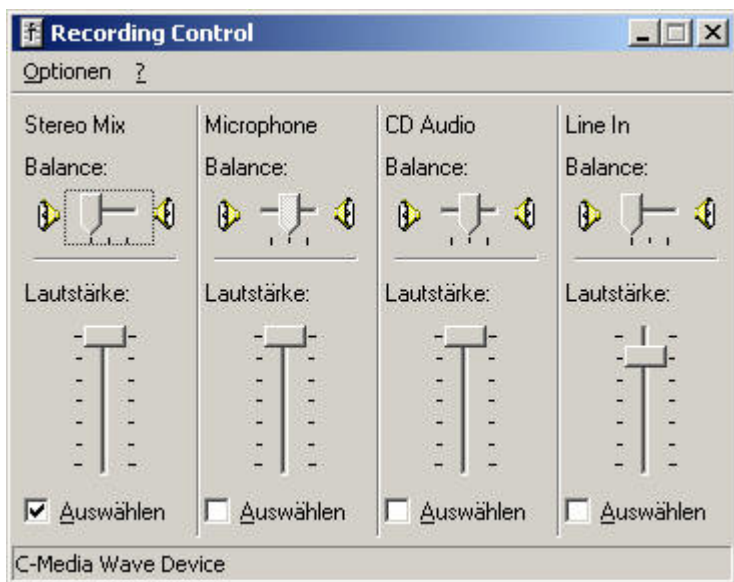 Recording Control
Optionen ?
Stereo Mix Microphone CD Audio Line In
Balance: Balance: Balance: Balance:
Lautstärke: Lautstärke: Lautstärke: Lautstärke:
Auswählen Auswählen Auswählen Auswählen
C-Media Wave Device